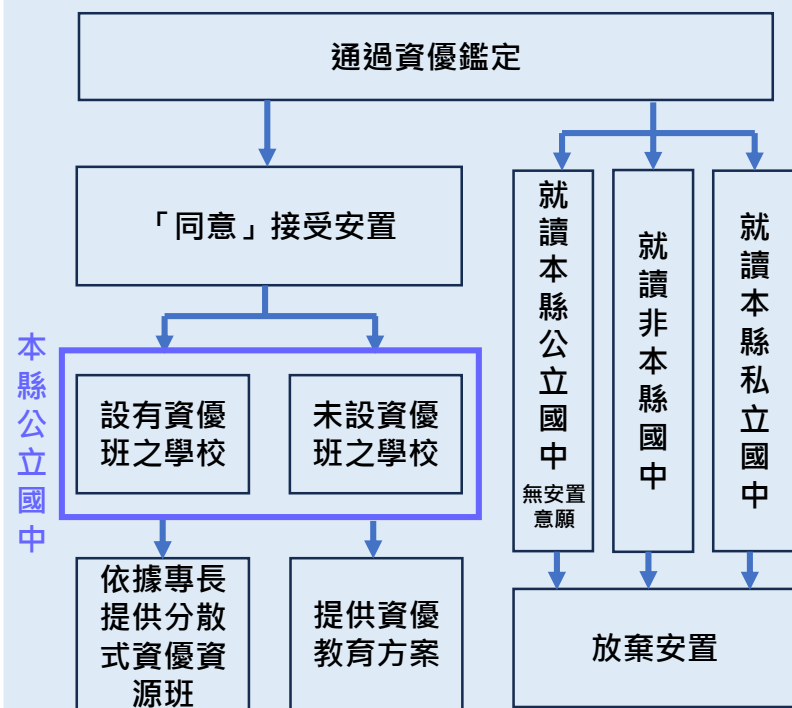 通過資優鑑定
「同意」接受安置
本縣公立國中
設有資優
班之學校
未設資優
班之學校
依據專長
提供分散
式資優資
源班
提供資優
教育方案
就讀本縣公立國中
無安置
意願
就讀非本縣國中
就讀本縣私立國中
放棄安置